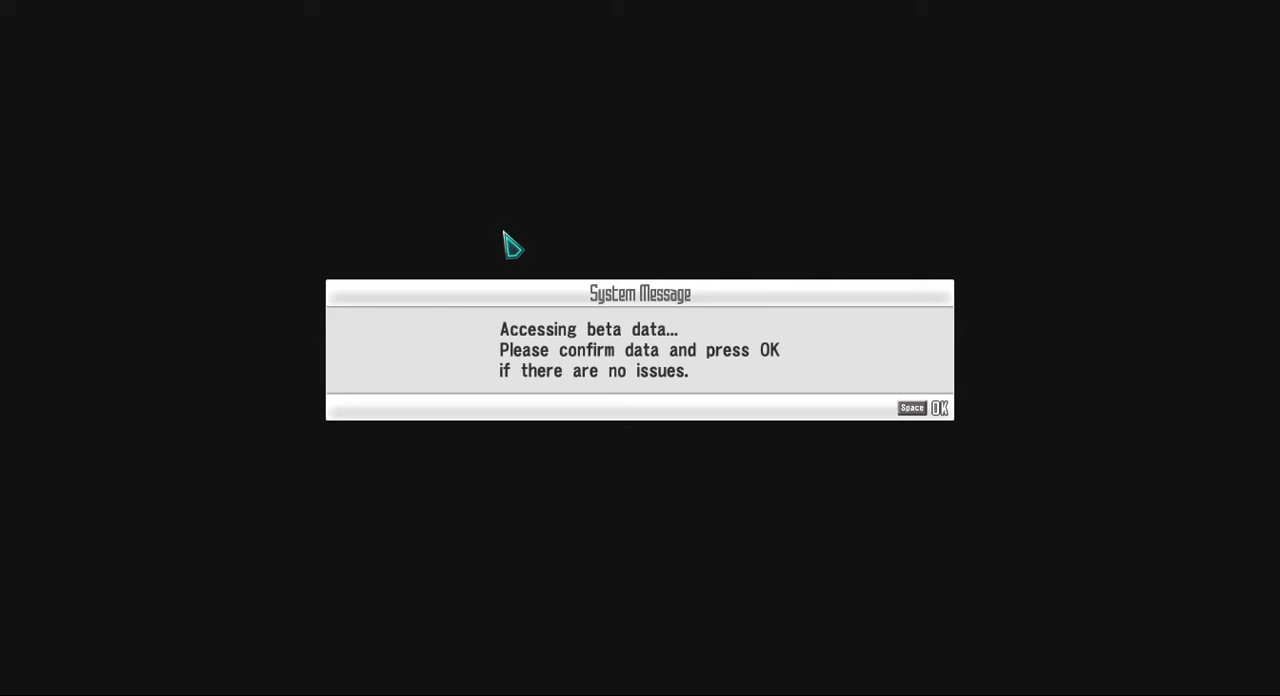 System Message
Accessing beta data...
Please confirm data and press OK
if there are no issues.
Space OK